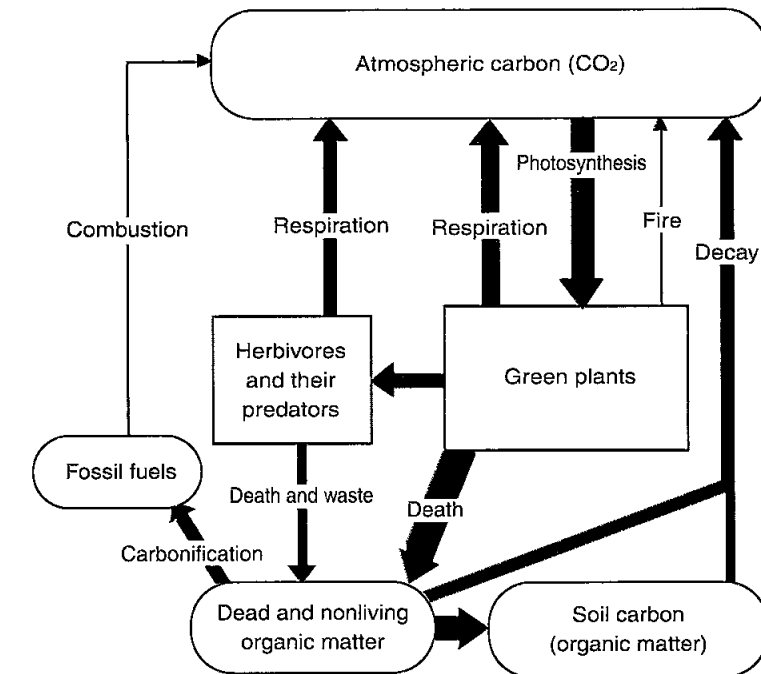 Atmospheric carbon (CO₂)
Photosynthesis
Combustion
Respiration
Respiration
Fire
Decay
Herbivores
and their
predators
Green plants
Fossil fuels
Death and waste
Death
Carbonification
Dead and nonliving
organic matter
Soil carbon
(organic matter)